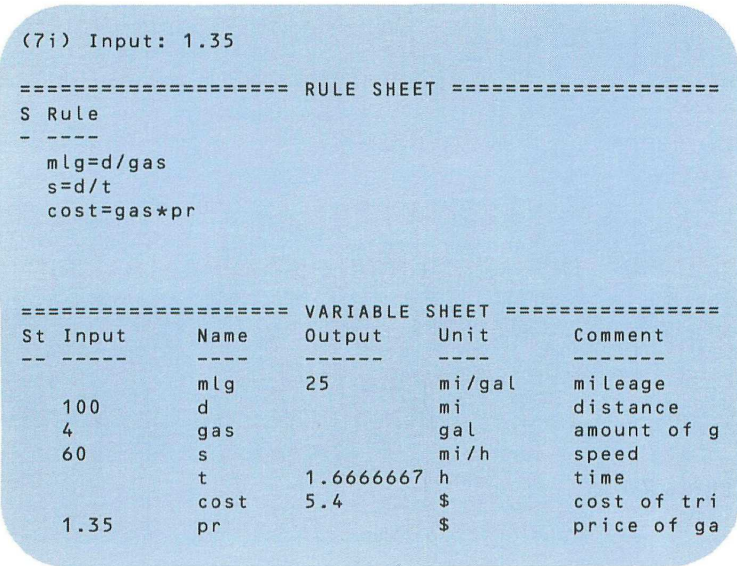 (7i) Input: 1.35
==================== RULE SHEET ====================
S Rule
- ----
mlg=d/gas
s=d/t
cost=gas*pr
==================== VARIABLE SHEET ================
St Input Name Output Unit Comment
-- ----- ---- ------ ---- -------
mlg 25 mi/gal mileage
100 d mi distance
4 gas gal amount of g
60 s mi/h speed
t 1.6666667 h time
cost 5.4 $ cost of tri
1.35 pr $ price of ga